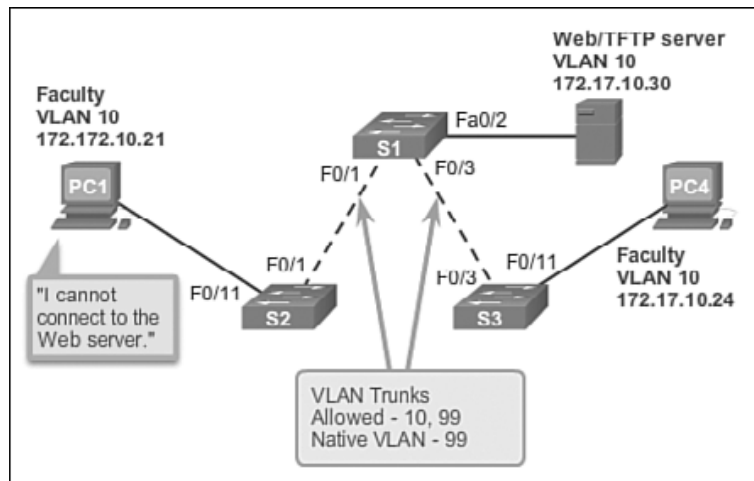 Web/TFTP server
VLAN 10
172.17.10.30
Faculty
VLAN 10
172.172.10.21
Fa0/2
S1
F0/1
F0/3
PC1
PC4
F0/1
F0/11
S2
F0/3
F0/11
S3
Faculty
VLAN 10
172.17.10.24
"I cannot
connect to the
Web server."
VLAN Trunks
Allowed - 10, 99
Native VLAN - 99